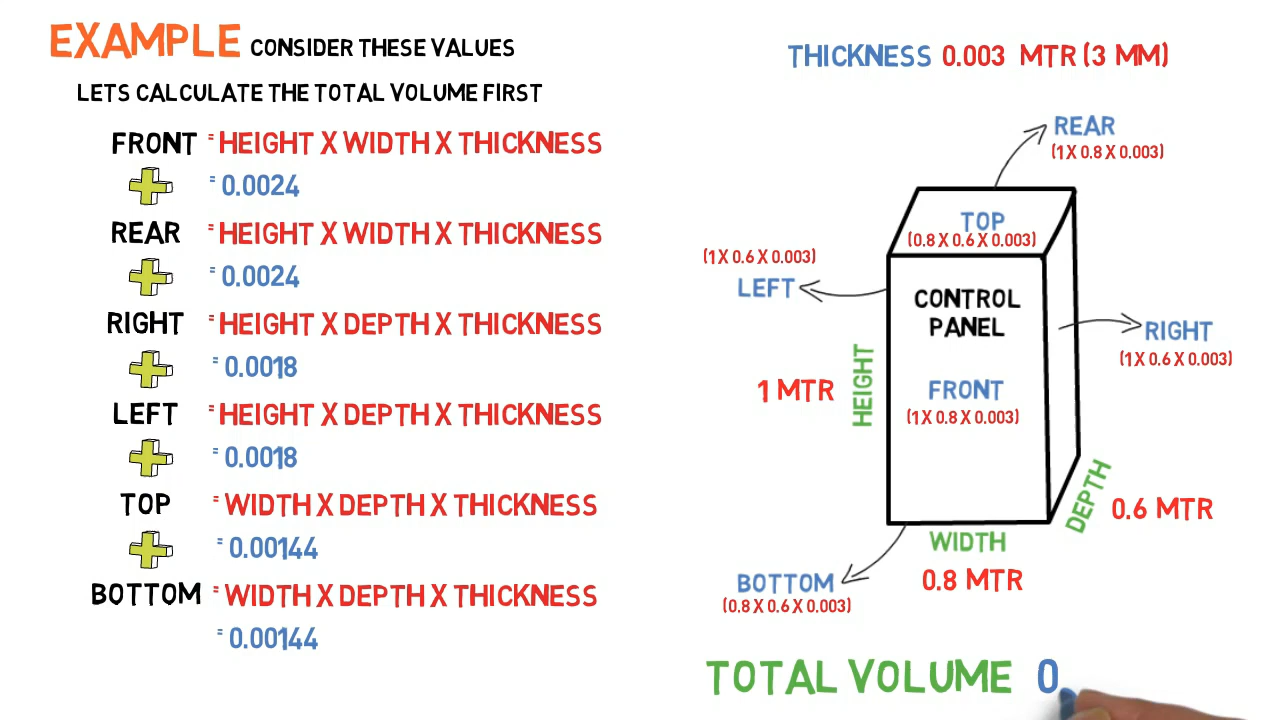 EXAMPLE CONSIDER THESE VALUES
LETS CALCULATE THE TOTAL VOLUME FIRST
FRONT = HEIGHT X WIDTH X THICKNESS
= 0.0024
REAR = HEIGHT X WIDTH X THICKNESS
= 0.0024
RIGHT = HEIGHT X DEPTH X THICKNESS
= 0.0018
LEFT = HEIGHT X DEPTH X THICKNESS
= 0.0018
TOP = WIDTH X DEPTH X THICKNESS
= 0.00144
BOTTOM = WIDTH X DEPTH X THICKNESS
= 0.00144
THICKNESS 0.003 MTR (3 MM)
REAR
(1 X 0.8 X 0.003)
TOP
(0.8 X 0.6 X 0.003)
(1 X 0.6 X 0.003)
LEFT
CONTROL
PANEL
RIGHT
(1 X 0.6 X 0.003)
1 MTR
HEIGHT
FRONT
(1 X 0.8 X 0.003)
DEPTH
0.6 MTR
WIDTH
0.8 MTR
BOTTOM
(0.8 X 0.6 X 0.003)
TOTAL VOLUME 0